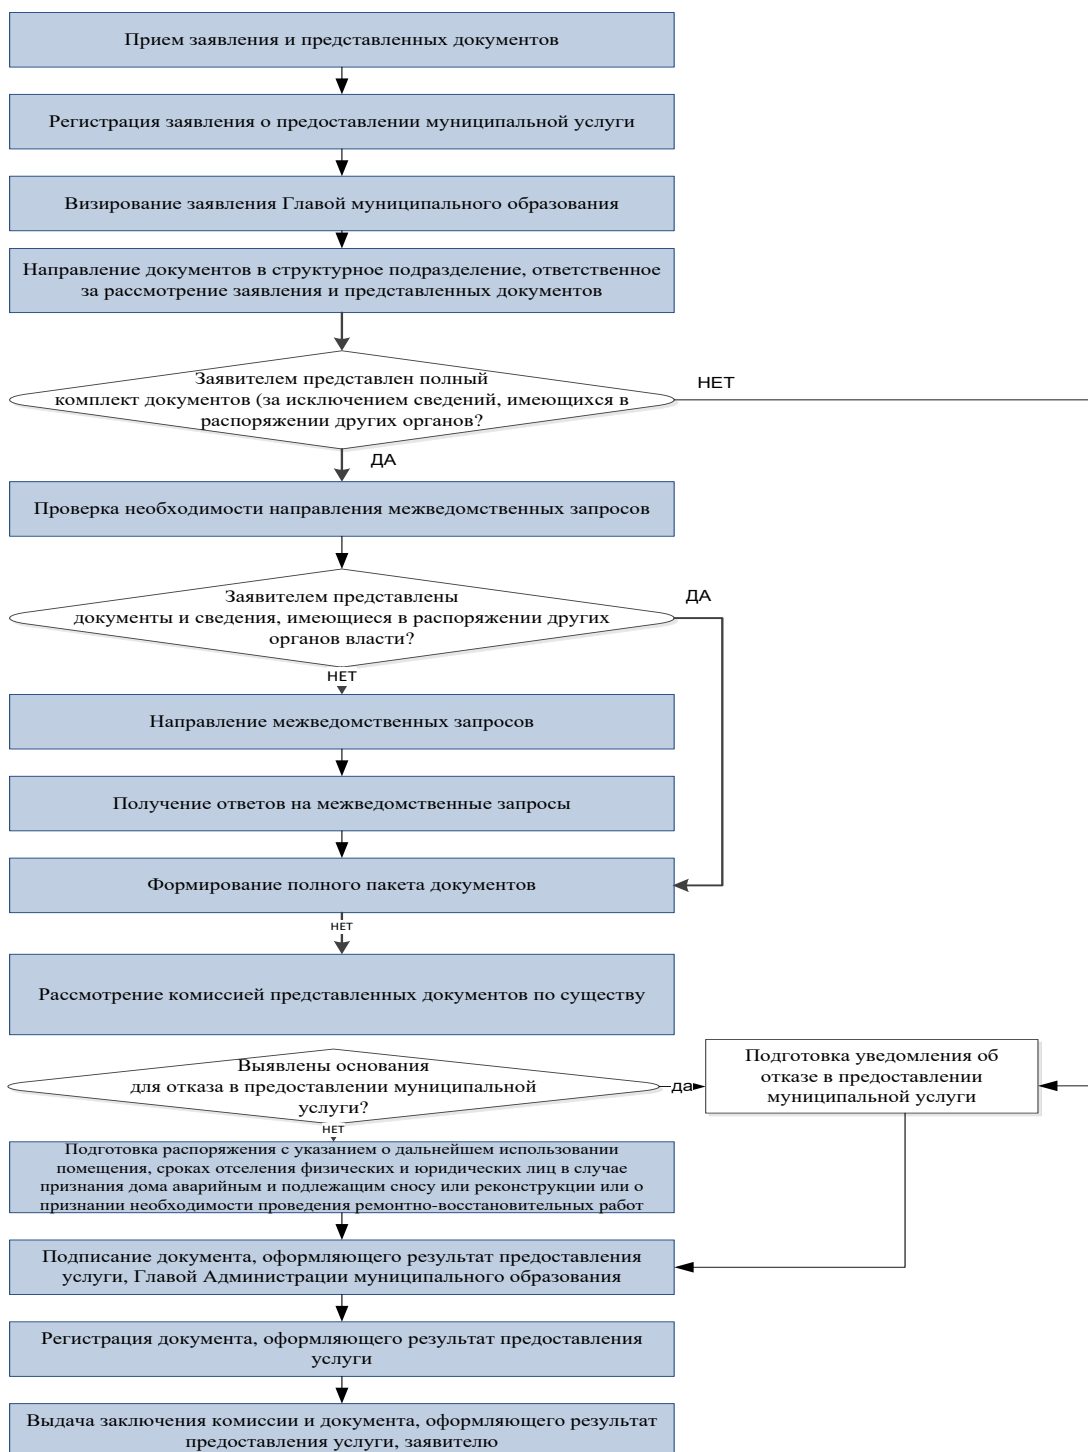 Прием заявления и представленных документов
Регистрация заявления о предоставлении муниципальной услуги
Визирование заявления Главой муниципального образования
Направление документов в структурное подразделение, ответственное
за рассмотрение заявления и представленных документов
Заявителем представлен полный
комплект документов (за исключением сведений, имеющихся в
распоряжении других органов?
НЕТ
ДА
Проверка необходимости направления межведомственных запросов
Заявителем представлены
документы и сведения, имеющиеся в распоряжении других
органов власти?
ДА
НЕТ
Направление межведомственных запросов
Получение ответов на межведомственные запросы
Формирование полного пакета документов
НЕТ
Рассмотрение комиссией представленных документов по существу
Выявлены основания
для отказа в предоставлении муниципальной
услуги?
да
Подготовка уведомления об
отказе в предоставлении
муниципальной услуги
НЕТ
Подготовка распоряжения с указанием о дальнейшем использовании
помещения, сроках отселения физических и юридических лиц в случае
признания дома аварийным и подлежащим сносу или реконструкции или о
признании необходимости проведения ремонтно-восстановительных работ
Подписание документа, оформляющего результат предоставления
услуги, Главой Администрации муниципального образования
Регистрация документа, оформляющего результат предоставления
услуги
Выдача заключения комиссии и документа, оформляющего результат
предоставления услуги, заявителю